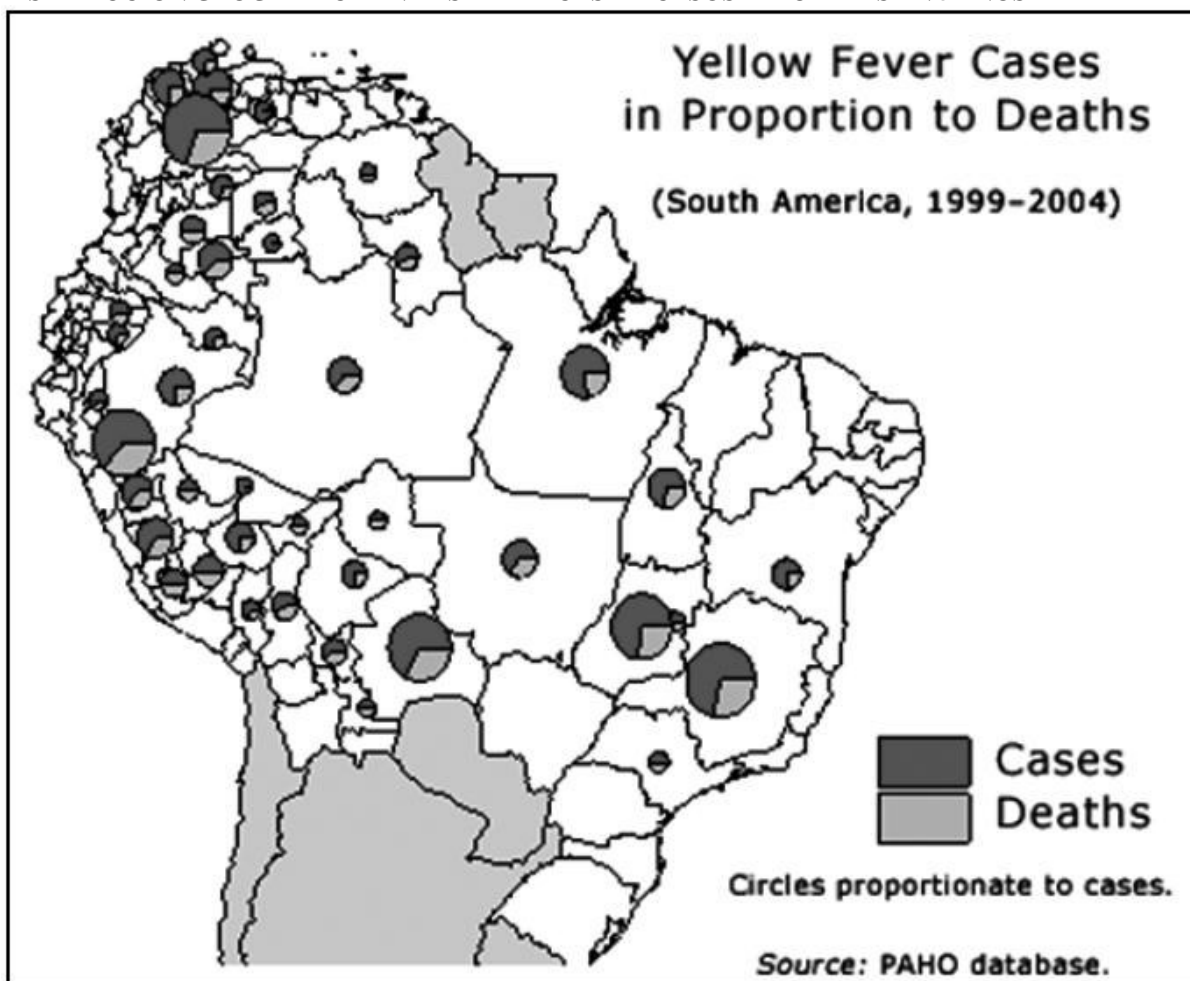 Yellow Fever Cases
in Proportion to Deaths
(South America, 1999–2004)
Cases
Deaths
Circles proportionate to cases.
Source: PAHO database.